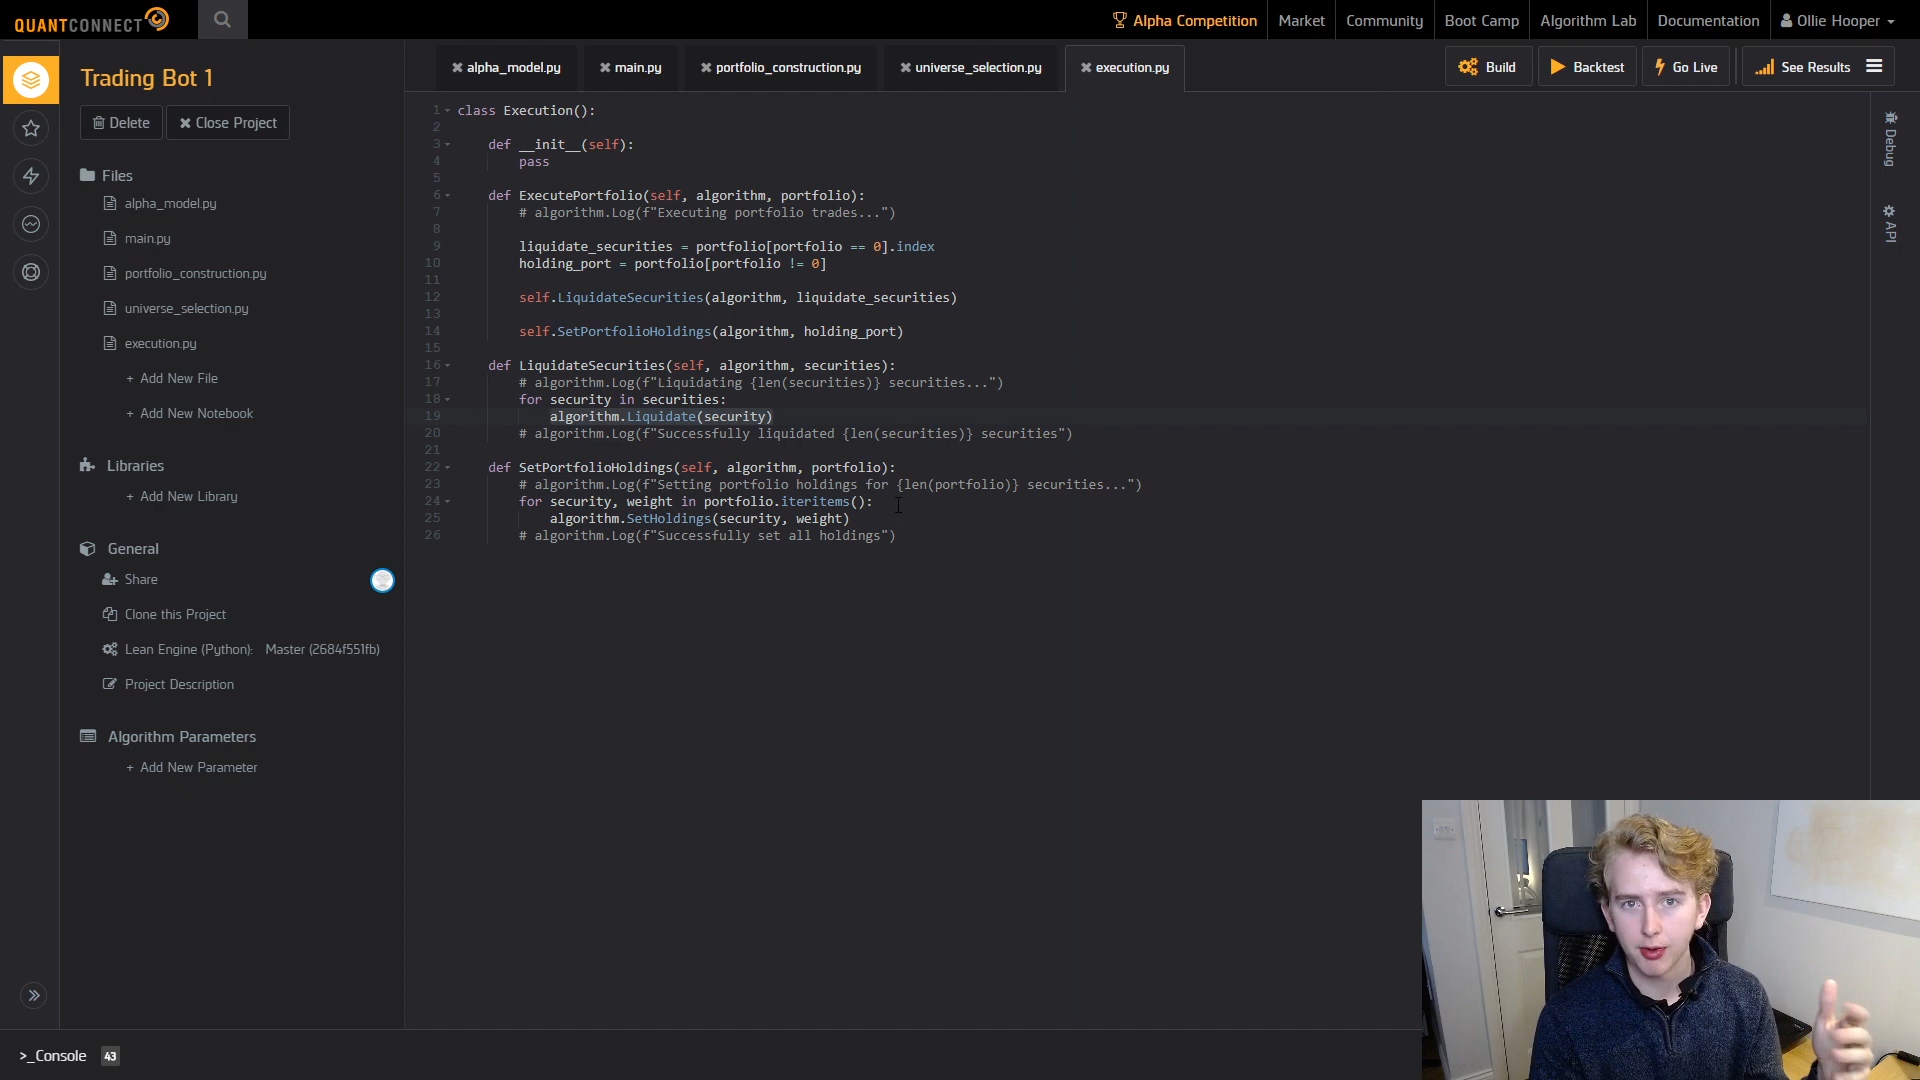 QUANTCONNECT
Alpha Competition
Market
Community
Boot Camp
Algorithm Lab
Documentation
Ollie Hooper
Trading Bot 1
Delete
Close Project
Files
alpha_model.py
main.py
portfolio_construction.py
universe_selection.py
execution.py
+ Add New File
+ Add New Notebook
Libraries
+ Add New Library
General
Share
Clone this Project
Lean Engine (Python): Master (2684f551fb)
Project Description
Algorithm Parameters
+ Add New Parameter
alpha_model.py
main.py
portfolio_construction.py
universe_selection.py
execution.py
Build
Backtest
Go Live
See Results
1 class Execution():
2
3 def __init__(self):
4 pass
5
6 def ExecutePortfolio(self, algorithm, portfolio):
7 # algorithm.Log(f"Executing portfolio trades...")
8
9 liquidate_securities = portfolio[portfolio == 0].index
10 holding_port = portfolio[portfolio != 0]
11
12 self.LiquidateSecurities(algorithm, liquidate_securities)
13
14 self.SetPortfolioHoldings(algorithm, holding_port)
15
16 def LiquidateSecurities(self, algorithm, securities):
17 # algorithm.Log(f"Liquidating {len(securities)} securities...")
18 for security in securities:
19 algorithm.Liquidate(security)
20 # algorithm.Log(f"Successfully liquidated {len(securities)} securities")
21
22 def SetPortfolioHoldings(self, algorithm, portfolio):
23 # algorithm.Log(f"Setting portfolio holdings for {len(portfolio)} securities...")
24 for security, weight in portfolio.iteritems():
25 algorithm.SetHoldings(security, weight)
26 # algorithm.Log(f"Successfully set all holdings")
Debug
API
>_Console 43